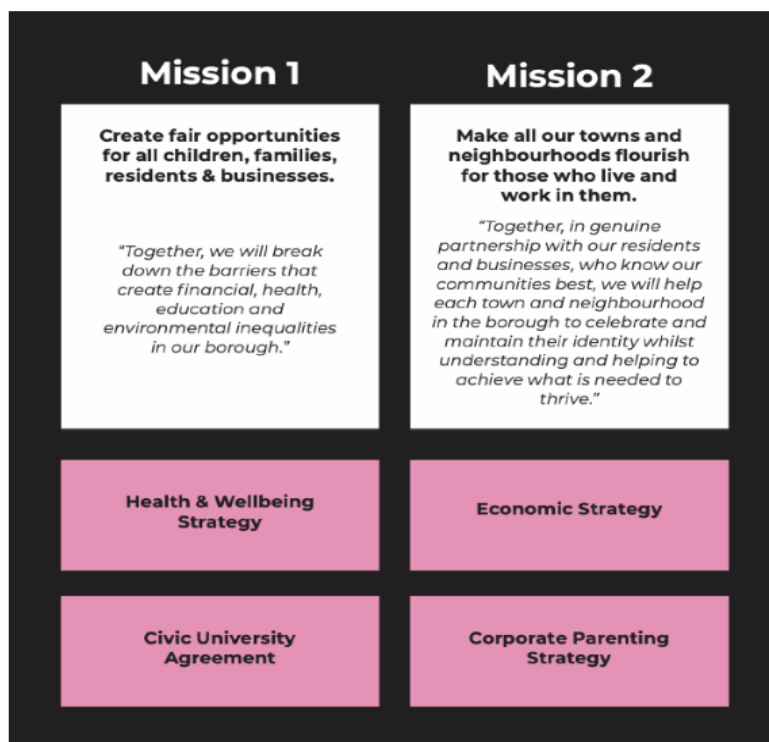 Mission 1
Create fair opportunities
for all children, families,
residents & businesses.
“Together, we will break
down the barriers that
create financial, health,
education and
environmental inequalities
in our borough.”
Mission 2
Make all our towns and
neighbourhoods flourish
for those who live and
work in them.
“Together, in genuine
partnership with our residents
and businesses, who know our
communities best, we will help
each town and neighbourhood
in the borough to celebrate and
maintain their identity whilst
understanding and helping to
achieve what is needed to
thrive.”
Health & Wellbeing
Strategy
Economic Strategy
Civic University
Agreement
Corporate Parenting
Strategy